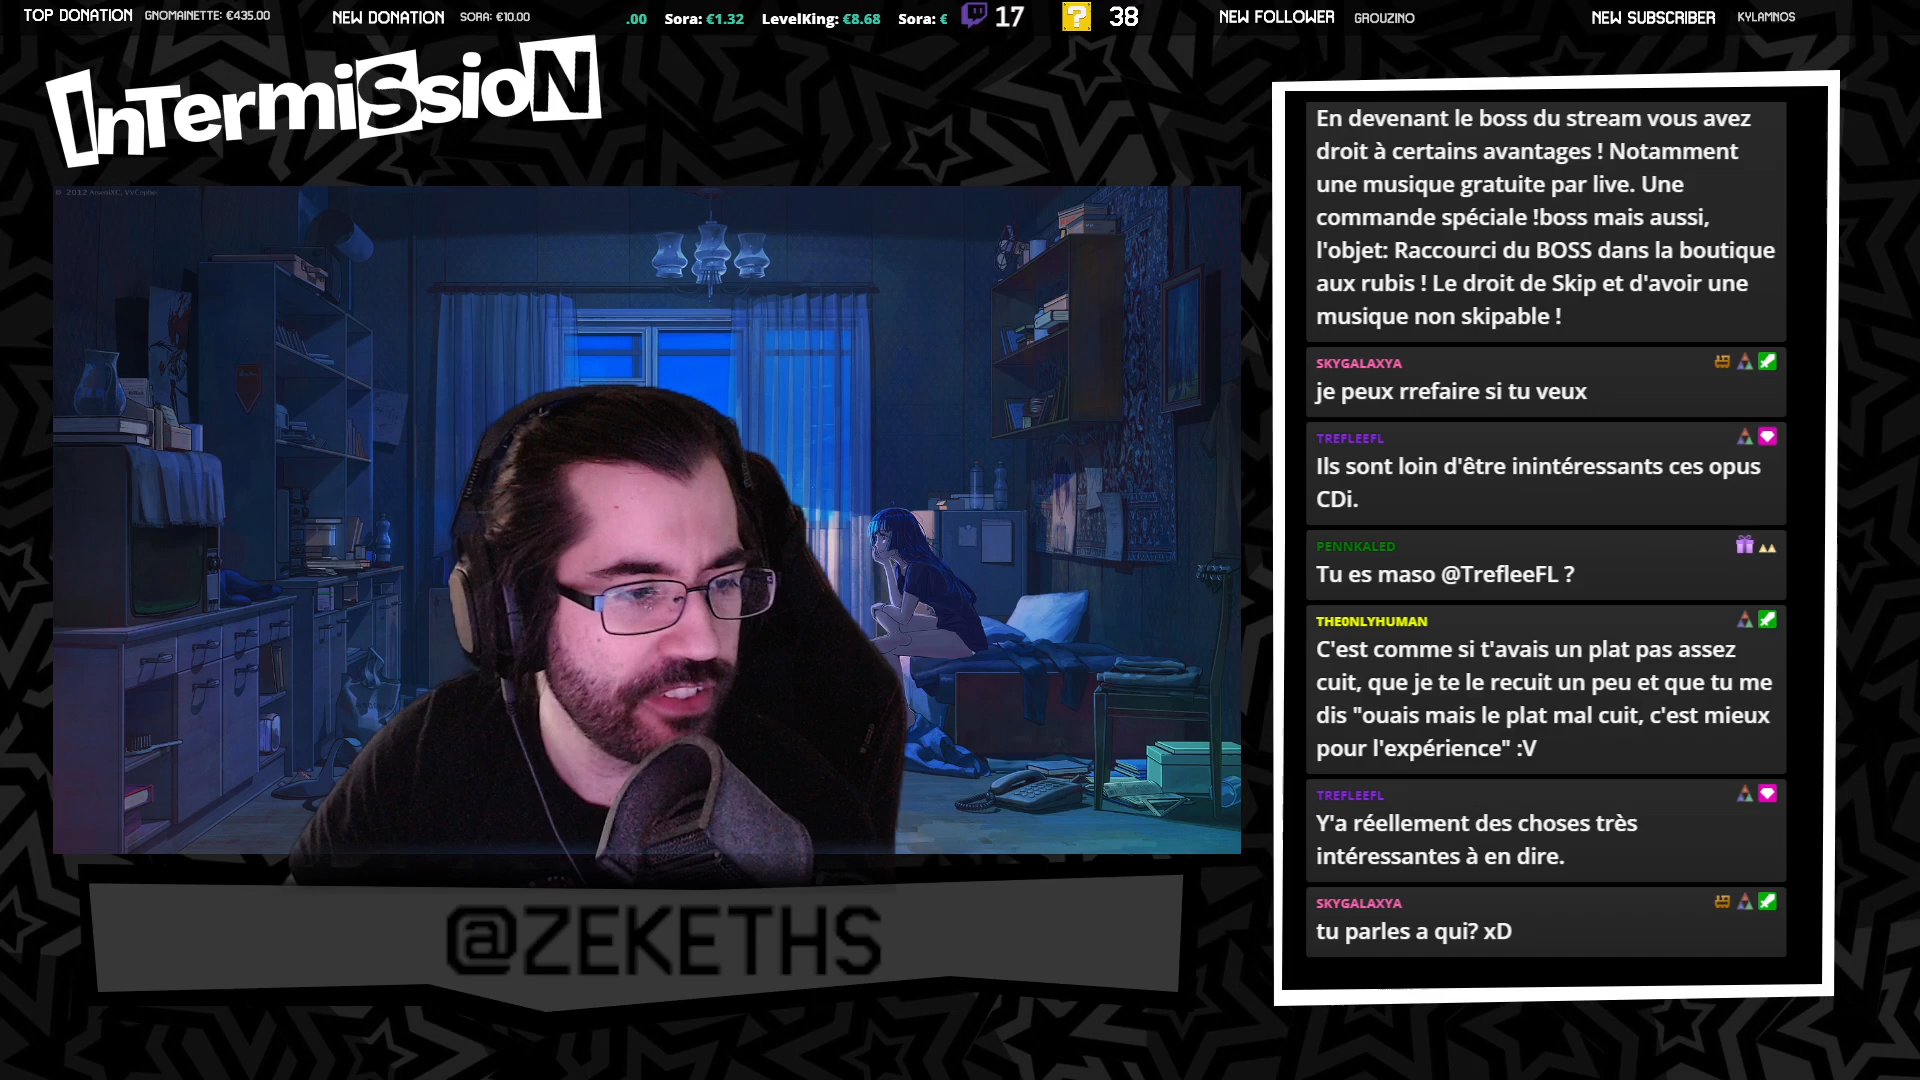 TOP DONATION GNOMAINETTE: €435.00 NEW DONATION SORA: €10.00 .00 Sora: €1.32 LevelKing: €8.68 Sora: € 17 ? 38 NEW FOLLOWER GROUZINO NEW SUBSCRIBER KYLAMNOS
InTermiSsioN
© 2012 ArseniXC, VVCepheï
En devenant le boss du stream vous avez
droit à certains avantages ! Notamment
une musique gratuite par live. Une
commande spéciale !boss mais aussi,
l'objet: Raccourci du BOSS dans la boutique
aux rubis ! Le droit de Skip et d'avoir une
musique non skipable !
SKYGALAXYA
je peux rrefaire si tu veux
TREFLEEFL
Ils sont loin d'être inintéressants ces opus
CDi.
PENNKALED
Tu es maso @TrefleeFL ?
THE0NLYHUMAN
C'est comme si t'avais un plat pas assez
cuit, que je te le recuit un peu et que tu me
dis "ouais mais le plat mal cuit, c'est mieux
pour l'expérience" :V
TREFLEEFL
Y'a réellement des choses très
intéressantes à en dire.
SKYGALAXYA
tu parles a qui? xD
@ZEKETHS